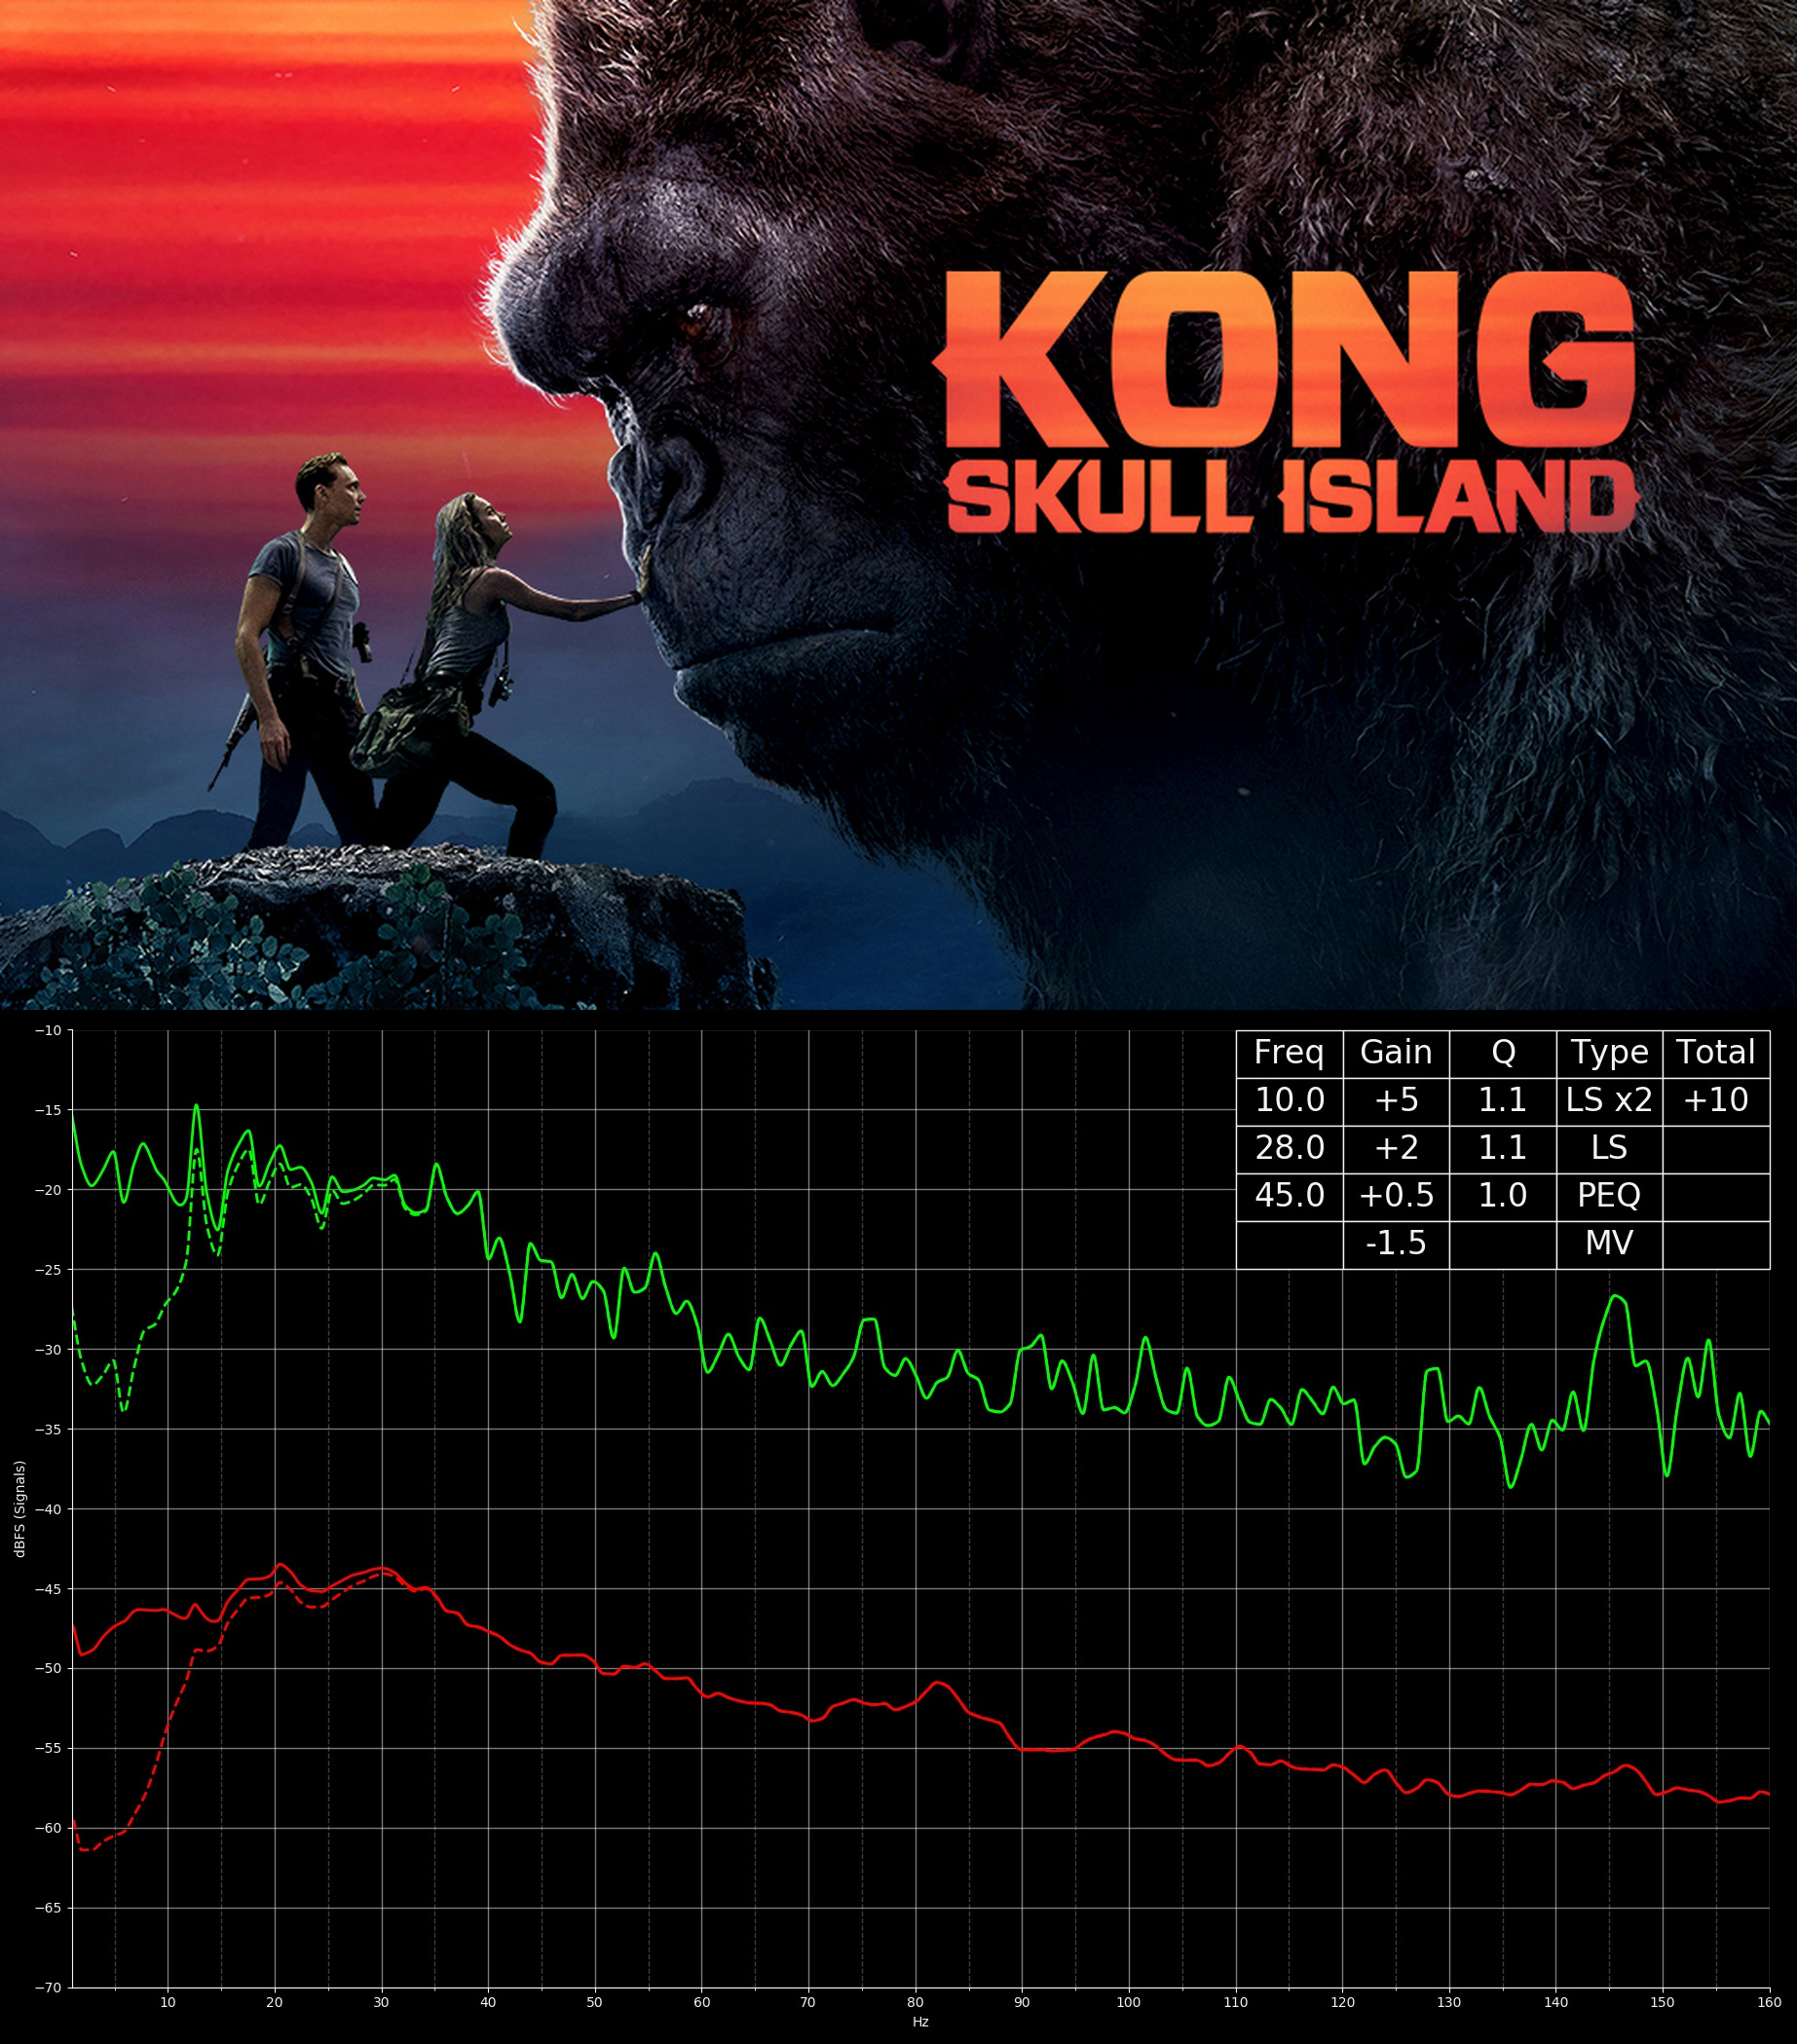 KONG
SKULL ISLAND
Freq Gain Q Type Total
10.0 +5 1.1 LS x2 +10
28.0 +2 1.1 LS
45.0 +0.5 1.0 PEQ
-1.5 MV
−10
−15
−20
−25
−30
−35
−40
−45
−50
−55
−60
−65
−70
dBFS (Signals)
10 20 30 40 50 60 70 80 90 100 110 120 130 140 150 160
Hz